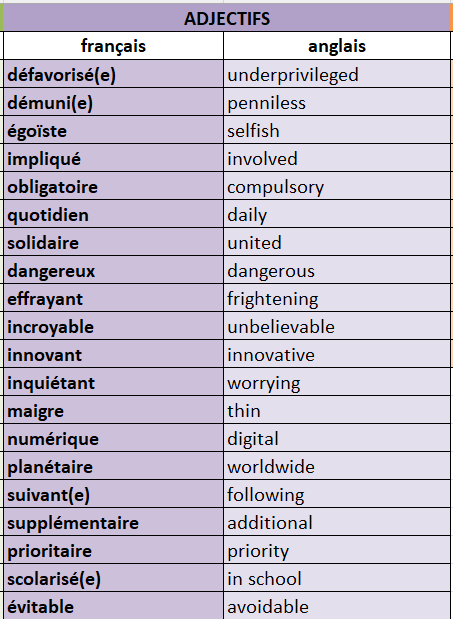 ADJECTIFS
français anglais
défavorisé(e) underprivileged
démuni(e) penniless
égoïste selfish
impliqué involved
obligatoire compulsory
quotidien daily
solidaire united
dangereux dangerous
effrayant frightening
incroyable unbelievable
innovant innovative
inquiétant worrying
maigre thin
numérique digital
planétaire worldwide
suivant(e) following
supplémentaire additional
prioritaire priority
scolarisé(e) in school
évitable avoidable